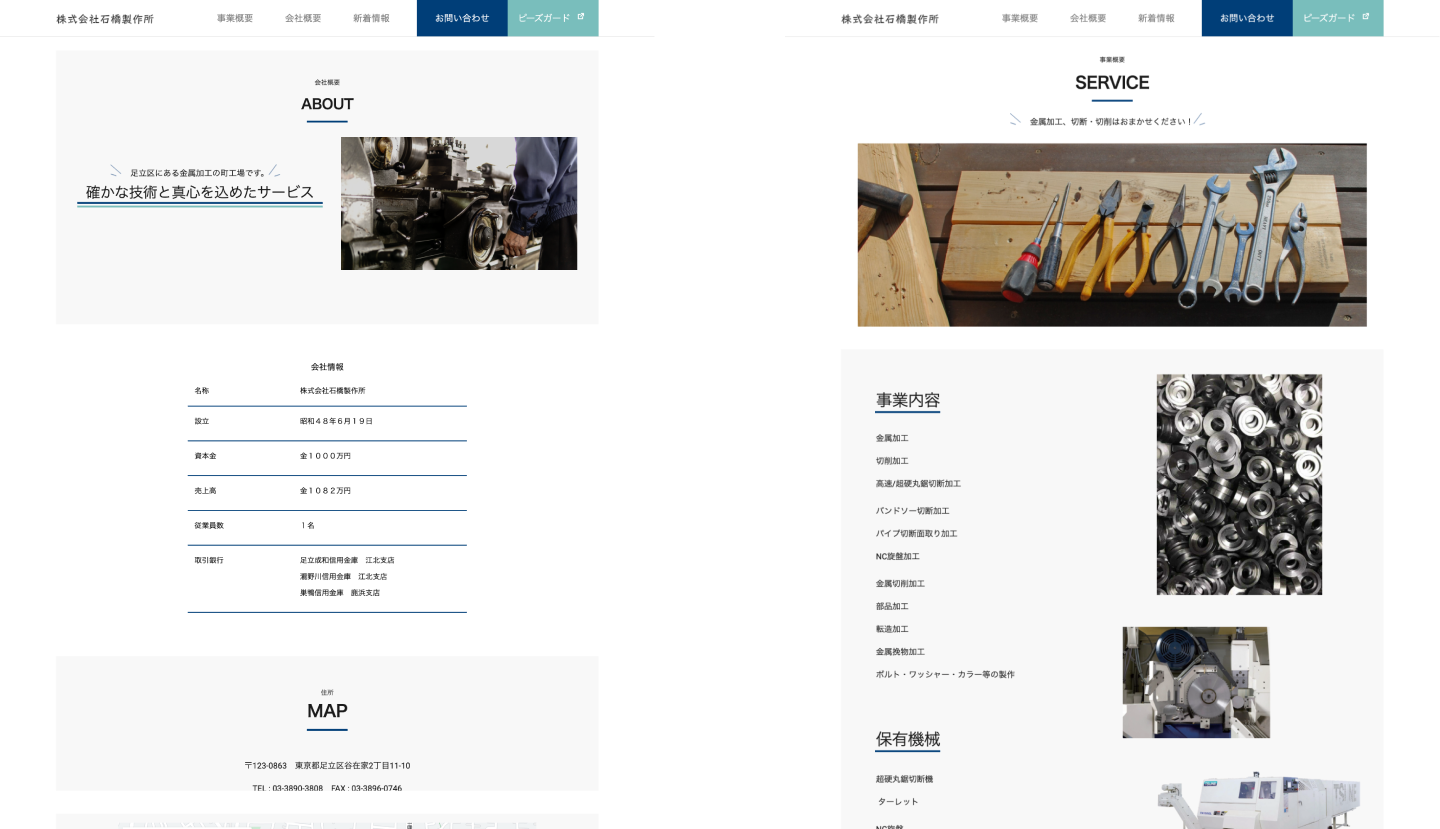 株式会社石橋製作所
事業概要 会社概要 新着情報 お問い合わせ ビーズガード
会社概要
ABOUT
足立区にある金属加工の町工場です。
確かな技術と真心を込めたサービス
会社情報
名称 株式会社石橋製作所
設立 昭和４８年６月１９日
資本金 金１０００万円
売上高 金１０８２万円
従業員数 １名
取引銀行 足立成和信用金庫　江北支店
瀧野川信用金庫　江北支店
巣鴨信用金庫　鹿浜支店
住所
MAP
〒123-0863　東京都足立区谷在家2丁目11-10
TEL : 03-3890-3808　FAX : 03-3896-0746
株式会社石橋製作所
事業概要 会社概要 新着情報 お問い合わせ ビーズガード
事業概要
SERVICE
金属加工、切断・切削はおまかせください！
事業内容
金属加工
切削加工
高速/超硬丸鋸切断加工
バンドソー切断加工
パイプ切断面取り加工
NC旋盤加工
金属切削加工
部品加工
転造加工
金属挽物加工
ボルト・ワッシャー・カラー等の製作
保有機械
超硬丸鋸切断機
ターレット
NC旋盤